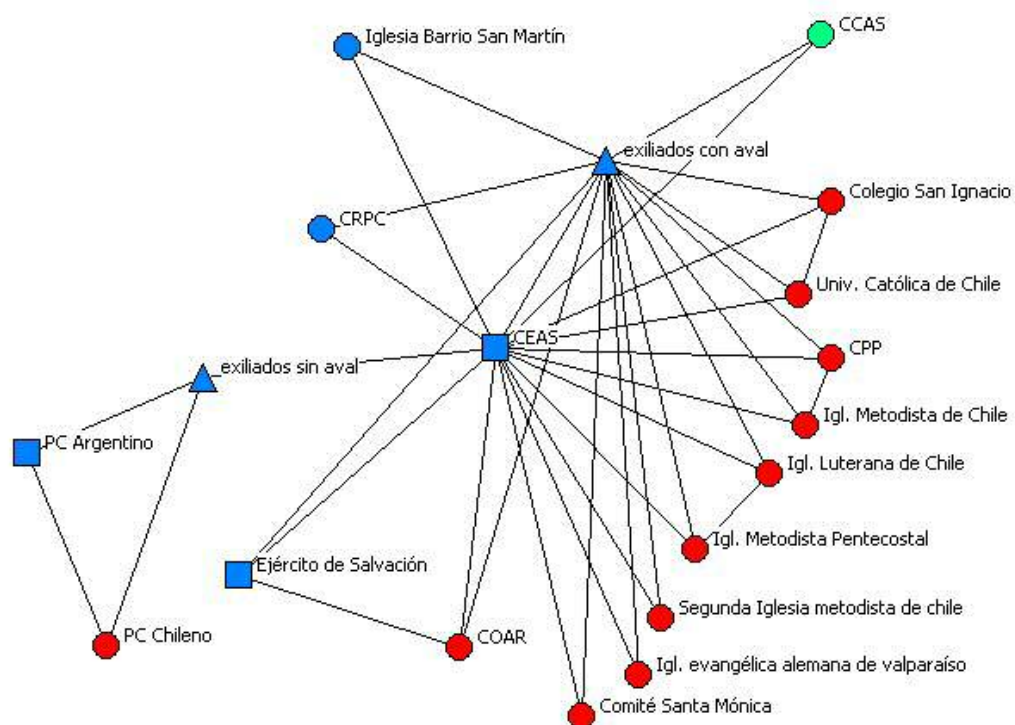 CCAS
Iglesia Barrio San Martín
exiliados con aval
Colegio San Ignacio
CRPC
Univ. Católica de Chile
CEAS
CPP
exiliados sin aval
Igl. Metodista de Chile
PC Argentino
Igl. Luterana de Chile
Igl. Metodista Pentecostal
Ejército de Salvación
Segunda Iglesia metodista de chile
PC Chileno
COAR
Igl. evangélica alemana de valparaíso
Comité Santa Mónica